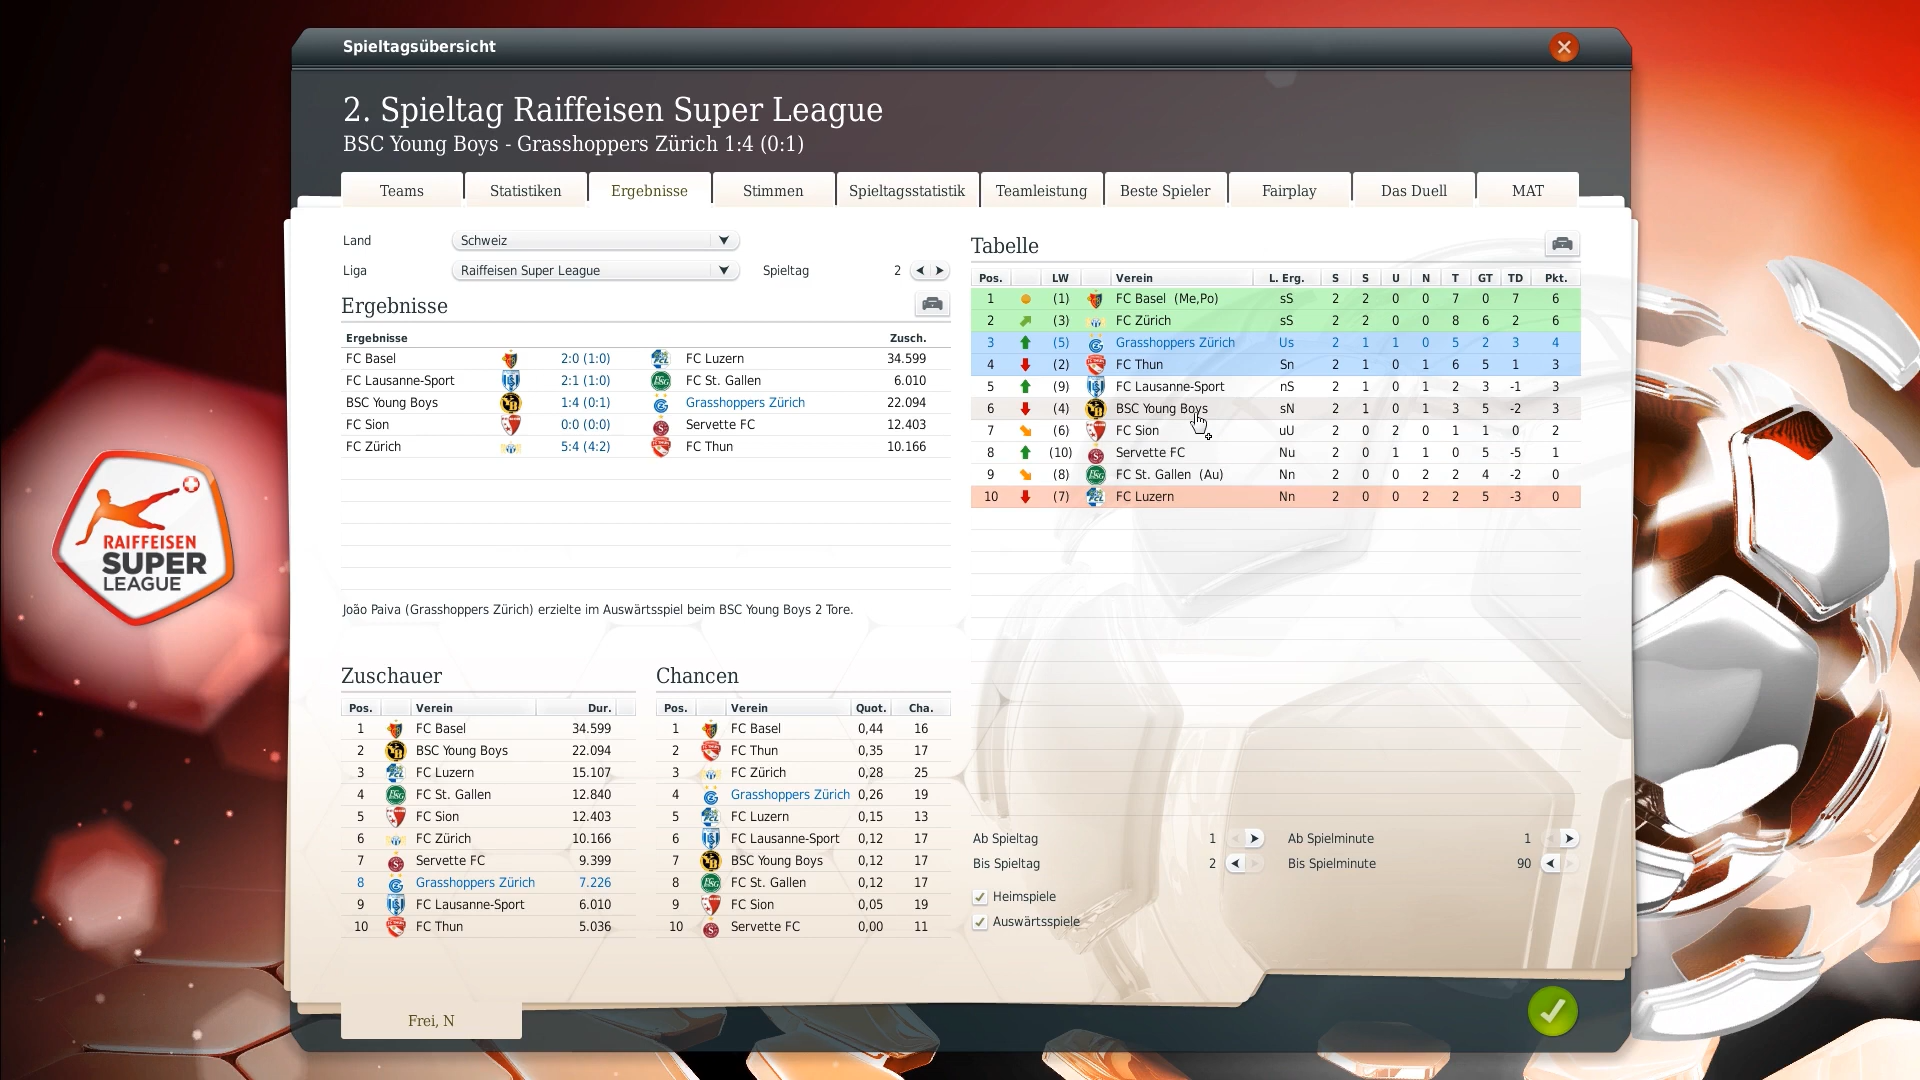 Spieltagsübersicht
2. Spieltag Raiffeisen Super League
BSC Young Boys - Grasshoppers Zürich 1:4 (0:1)
Teams Statistiken Ergebnisse Stimmen Spieltagsstatistik Teamleistung Beste Spieler Fairplay Das Duell MAT
Land Schweiz
Liga Raiffeisen Super League Spieltag 2
Ergebnisse
Ergebnisse Zusch.
FC Basel 2:0 (1:0) FC Luzern 34.599
FC Lausanne-Sport 2:1 (1:0) FC St. Gallen 6.010
BSC Young Boys 1:4 (0:1) Grasshoppers Zürich 22.094
FC Sion 0:0 (0:0) Servette FC 12.403
FC Zürich 5:4 (4:2) FC Thun 10.166
João Paiva (Grasshoppers Zürich) erzielte im Auswärtsspiel beim BSC Young Boys 2 Tore.
Zuschauer
Pos. Verein Dur.
1 FC Basel 34.599
2 BSC Young Boys 22.094
3 FC Luzern 15.107
4 FC St. Gallen 12.840
5 FC Sion 12.403
6 FC Zürich 10.166
7 Servette FC 9.399
8 Grasshoppers Zürich 7.226
9 FC Lausanne-Sport 6.010
10 FC Thun 5.036
Chancen
Pos. Verein Quot. Cha.
1 FC Basel 0,44 16
2 FC Thun 0,35 17
3 FC Zürich 0,28 25
4 Grasshoppers Zürich 0,26 19
5 FC Luzern 0,15 13
6 FC Lausanne-Sport 0,12 17
7 BSC Young Boys 0,12 17
8 FC St. Gallen 0,12 17
9 FC Sion 0,05 19
10 Servette FC 0,00 11
Tabelle
Pos. LW Verein L. Erg. S S U N T GT TD Pkt.
1 (1) FC Basel (Me,Po) sS 2 2 0 0 7 0 7 6
2 (3) FC Zürich sS 2 2 0 0 8 6 2 6
3 (5) Grasshoppers Zürich Us 2 1 1 0 5 2 3 4
4 (2) FC Thun Sn 2 1 0 1 6 5 1 3
5 (9) FC Lausanne-Sport nS 2 1 0 1 2 3 -1 3
6 (4) BSC Young Boys sN 2 1 0 1 3 5 -2 3
7 (6) FC Sion uU 2 0 2 0 1 1 0 2
8 (10) Servette FC Nu 2 0 1 1 0 5 -5 1
9 (8) FC St. Gallen (Au) Nn 2 0 0 2 2 4 -2 0
10 (7) FC Luzern Nn 2 0 0 2 2 5 -3 0
Ab Spieltag 1 Ab Spielminute 1
Bis Spieltag 2 Bis Spielminute 90
Heimspiele
Auswärtsspiele
Frei, N
RAIFFEISEN
SUPER
LEAGUE